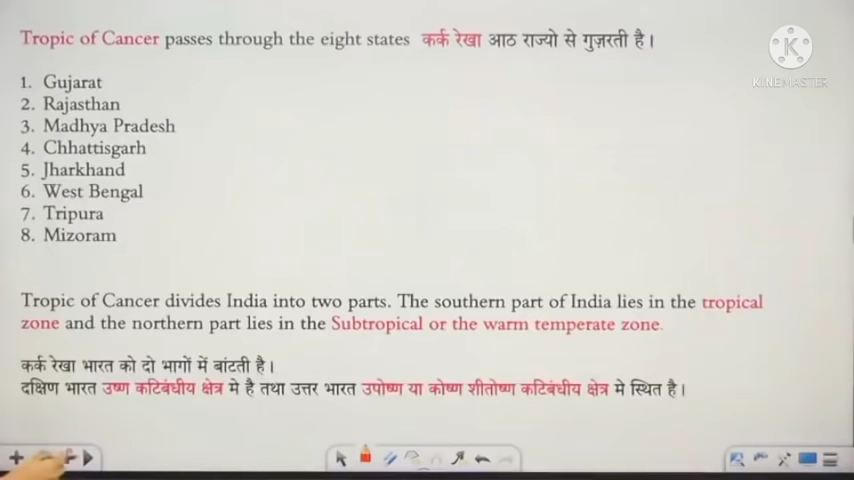 Tropic of Cancer passes through the eight states कर्क रेखा आठ राज्यो से गुज़रती है।
1. Gujarat
2. Rajasthan
3. Madhya Pradesh
4. Chhattisgarh
5. Jharkhand
6. West Bengal
7. Tripura
8. Mizoram
Tropic of Cancer divides India into two parts. The southern part of India lies in the tropical
zone and the northern part lies in the Subtropical or the warm temperate zone.
कर्क रेखा भारत को दो भागों में बांटती है।
दक्षिण भारत उष्ण कटिबंधीय क्षेत्र मे है तथा उत्तर भारत उपोष्ण या कोष्ण शीतोष्ण कटिबंधीय क्षेत्र मे स्थित है।
K
KINEMASTER